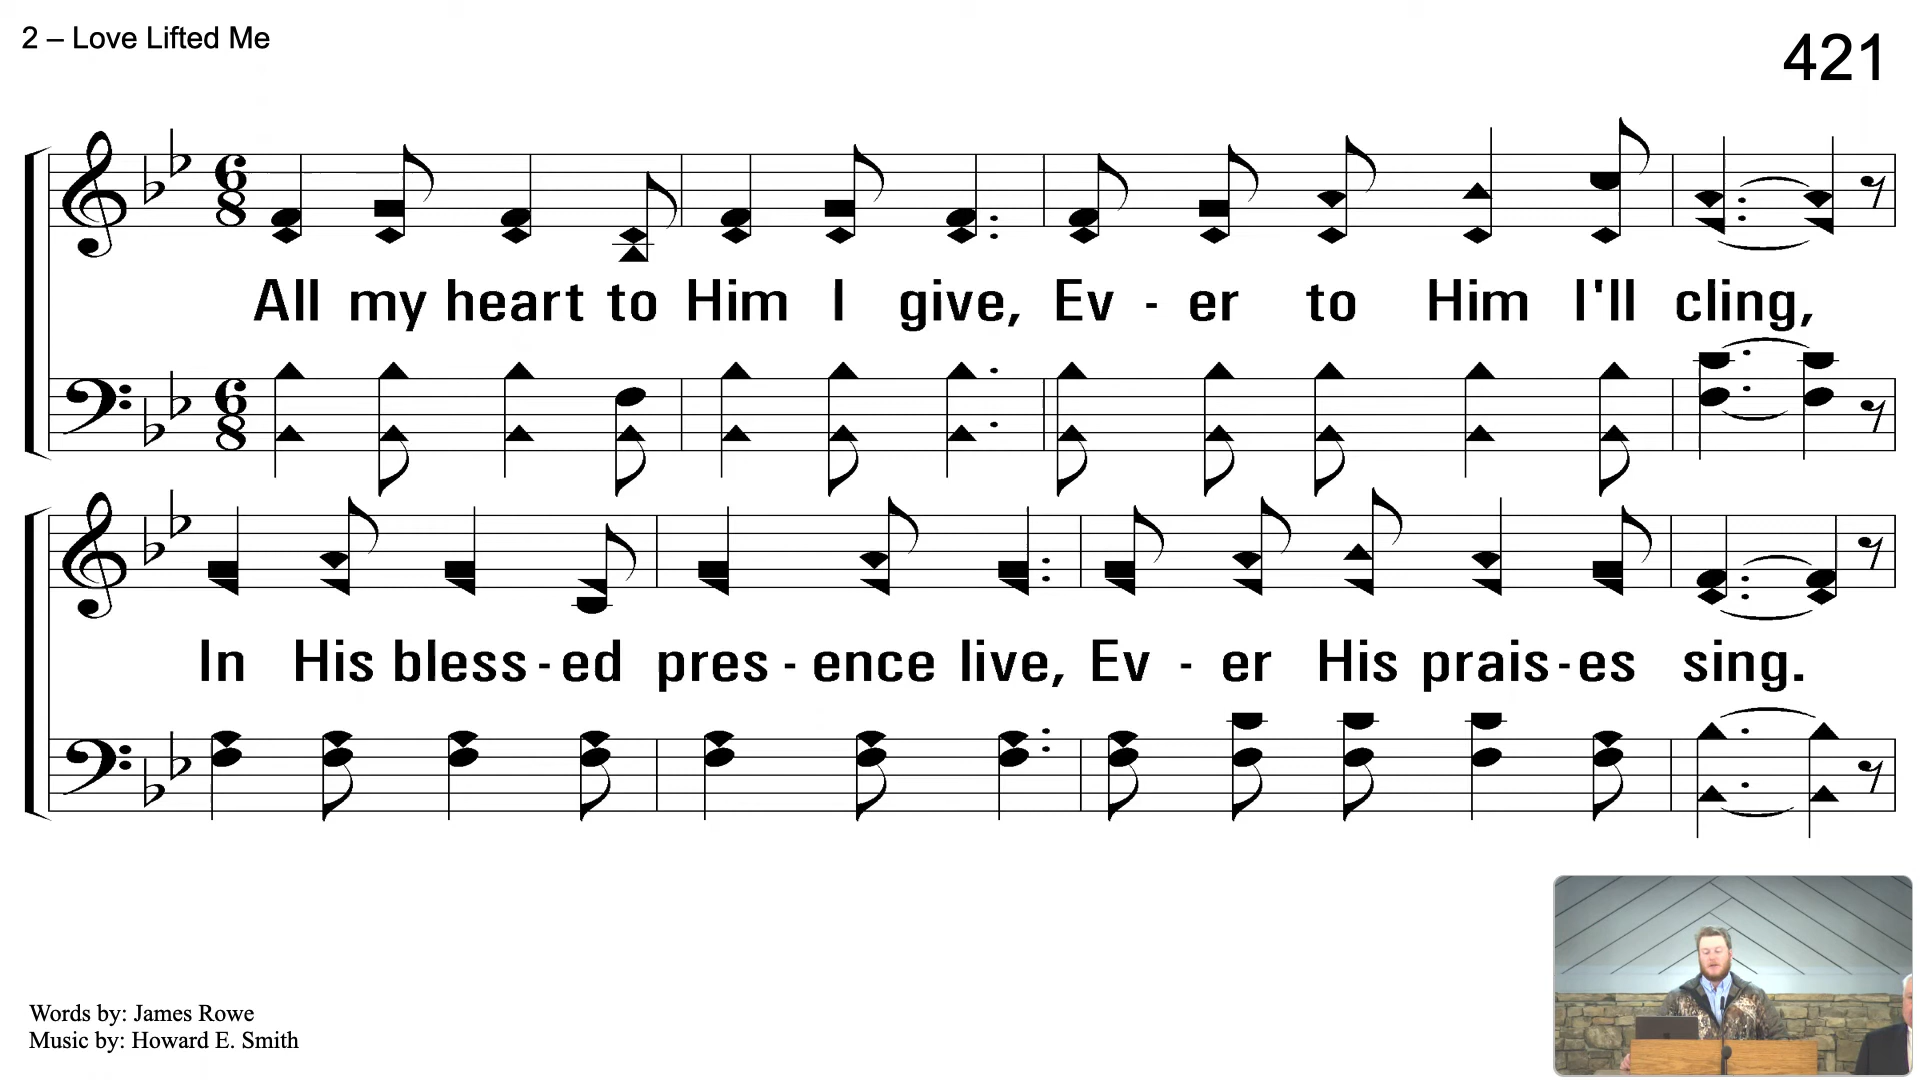 2 – Love Lifted Me
421
All my heart to Him I give, Ev - er to Him I'll cling,
In His bless - ed pres - ence live, Ev - er His prais - es sing.
Words by: James Rowe
Music by: Howard E. Smith